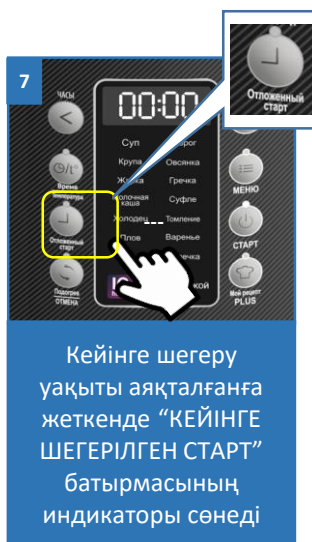 7
ЧАСЫ
00:00
Отложенный
старт
Суп
Крупа
Овсянка
Гречка
Молочная
каша
Суфле
Холодец
---
Томление
Плов
Варенье
Время
температура
Отложенный
старт
Подогрев
ОТМЕНА
МЕНЮ
СТАРТ
Мой рецепт
PLUS
Кейінге шегеру
уақыты аяқталғанға
жеткенде “КЕЙІНГЕ
ШЕГЕРІЛГЕН СТАРТ”
батырмасының
индикаторы сөнеді